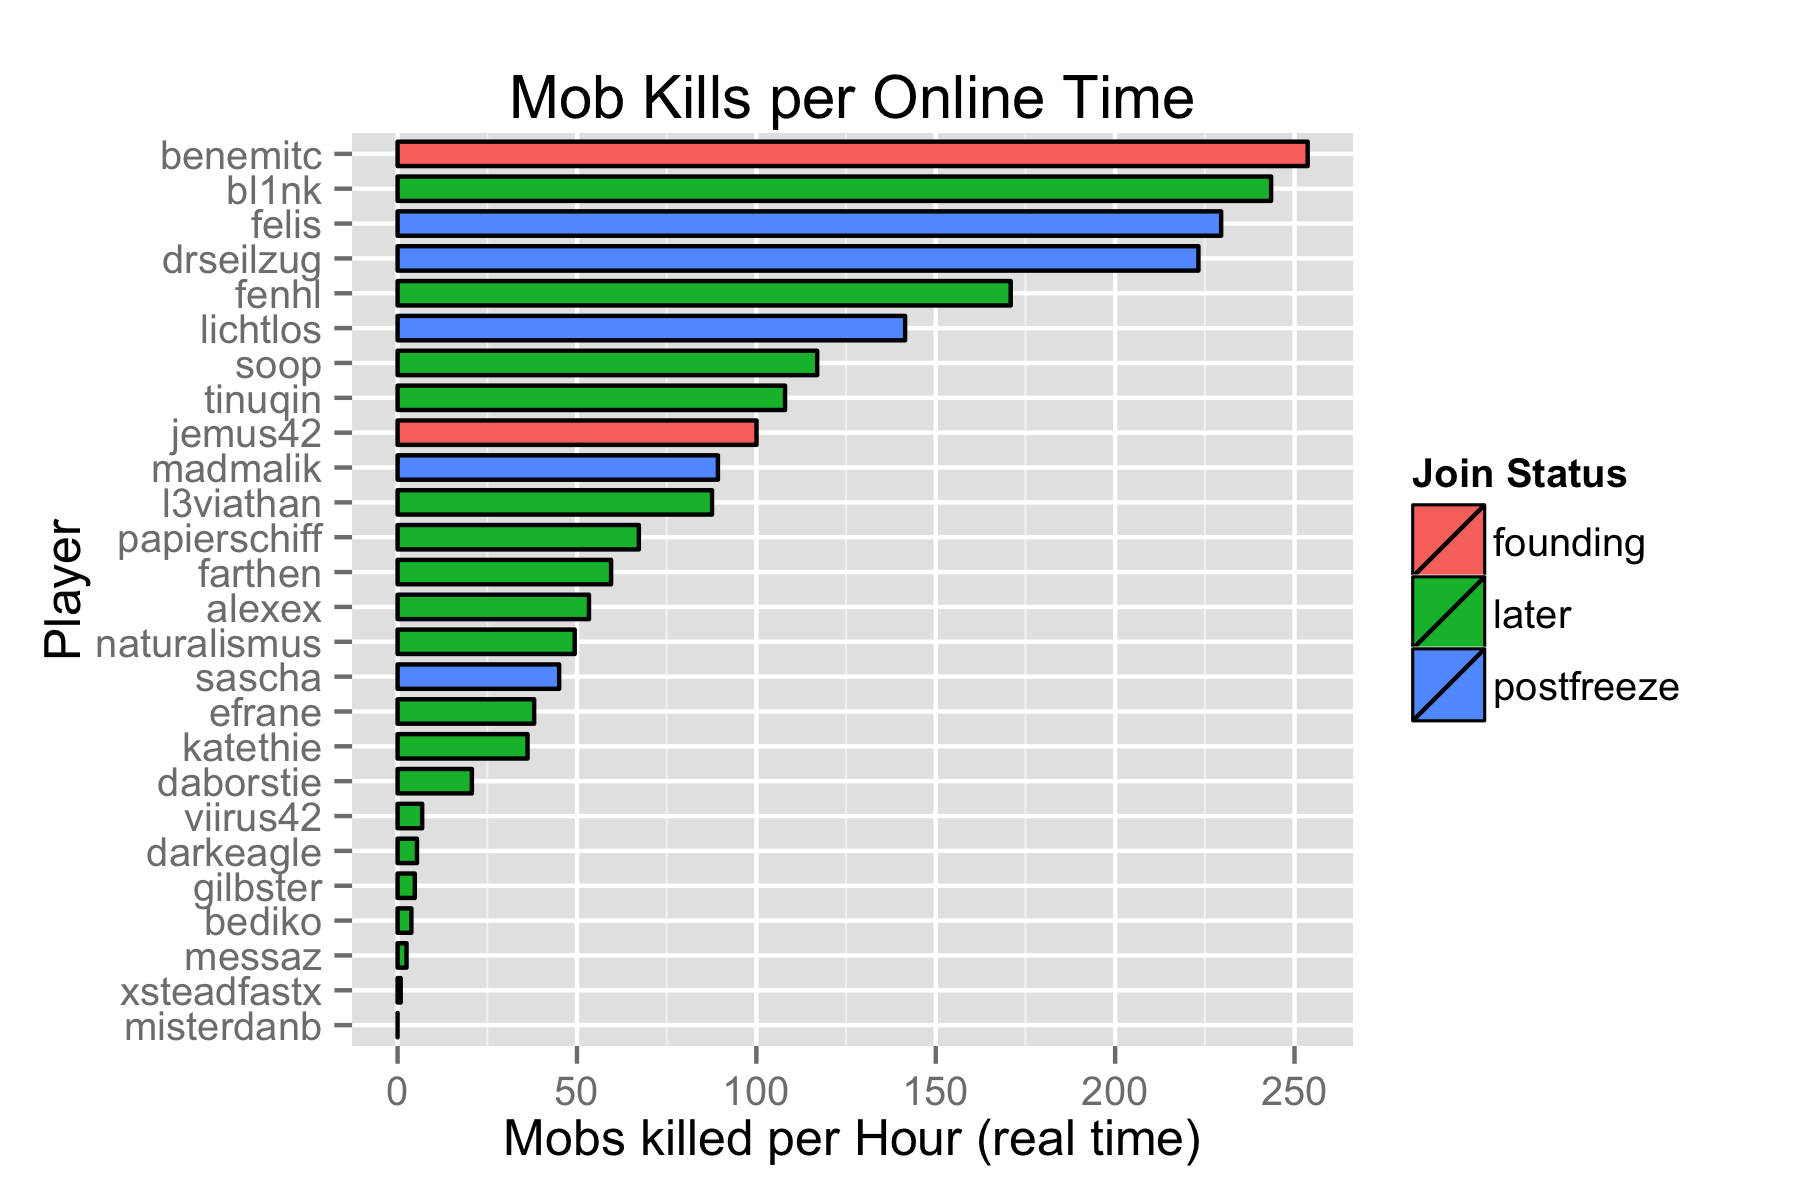 Mob Kills per Online Time
benemitc
bl1nk
felis
drseilzug
fenhl
lichtlos
soop
tinuqin
jemus42
madmalik
l3viathan
papierschiff
farthen
alexex
naturalismus
sascha
efrane
katethie
daborstie
viirus42
darkeagle
gilbster
bediko
messaz
xsteadfastx
misterdanb
Player
0 50 100 150 200 250
Mobs killed per Hour (real time)
Join Status
founding
later
postfreeze